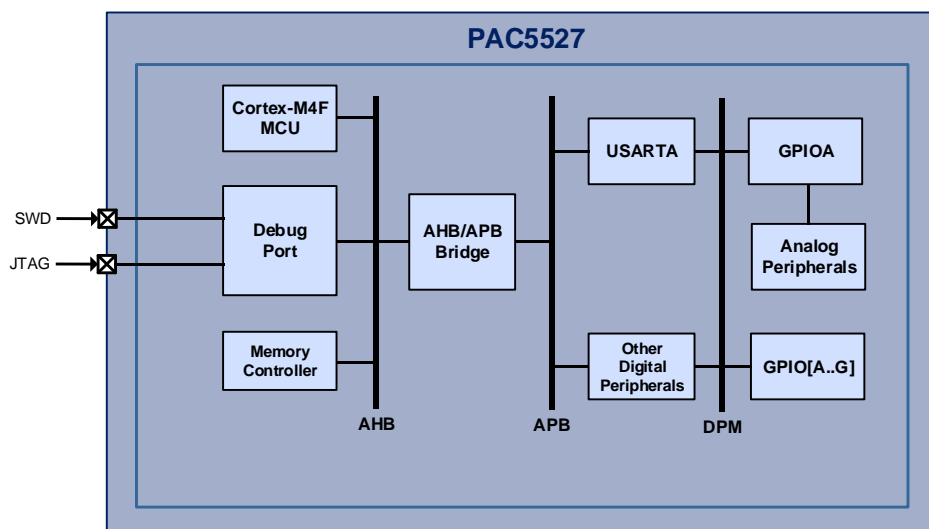 PAC5527
Cortex-M4F
MCU
USARTA
GPIOA
SWD
JTAG
Debug
Port
AHB/APB
Bridge
Analog
Peripherals
Memory
Controller
Other
Digital
Peripherals
GPIO[A..G]
AHB
APB
DPM